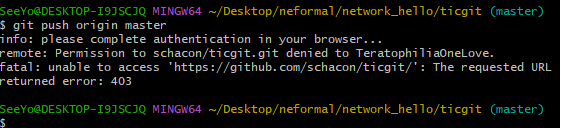 SeeYo@DESKTOP-I9JSCJQ MINGW64 ~/Desktop/neformal/network_hello/ticgit (master)
$ git push origin master
info: please complete authentication in your browser...
remote: Permission to schacon/ticgit.git denied to TeratophiliaOneLove.
fatal: unable to access 'https://github.com/schacon/ticgit/': The requested URL
returned error: 403
SeeYo@DESKTOP-I9JSCJQ MINGW64 ~/Desktop/neformal/network_hello/ticgit (master)
$